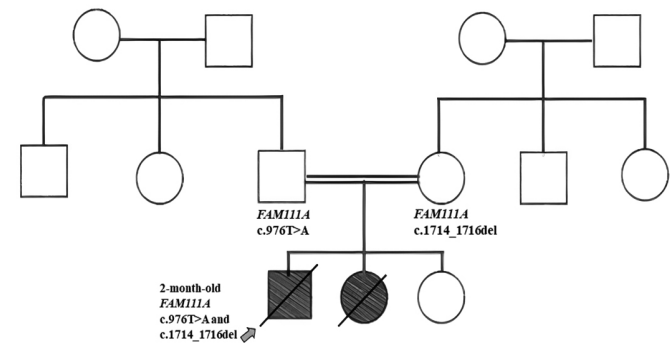 FAM111A
c.976T>A
FAM111A
c.1714_1716del
2-month-old
FAM111A
c.976T>A and
c.1714_1716del